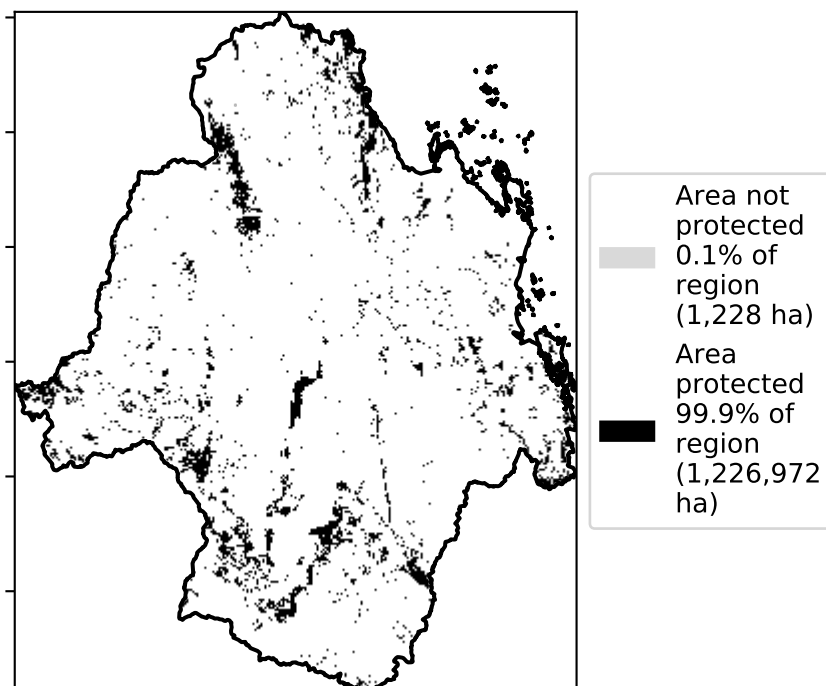 Area not
protected
0.1% of
region
(1,228 ha)
Area
protected
99.9% of
region
(1,226,972
ha)